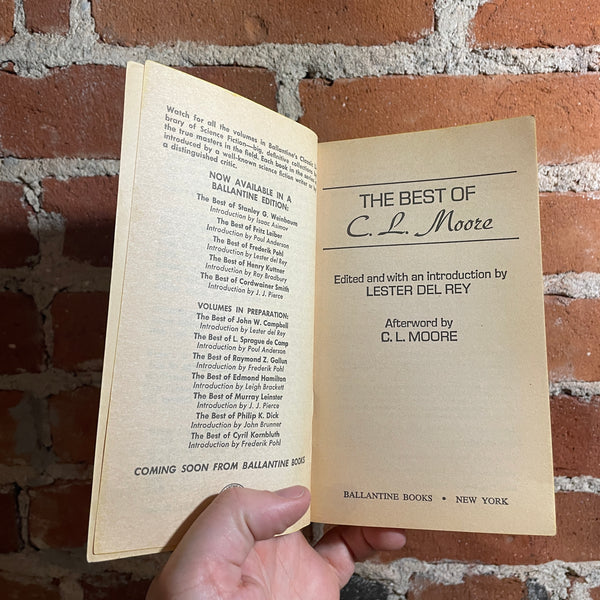 Watch for all the volumes in Ballantine's Classic
brary of Science Fiction—big, definitive collections
the true masters in the field. Each book in the
introduced by a well-known science fiction writer or
a distinguished critic.
NOW AVAILABLE IN A
BALLANTINE EDITION:
The Best of Stanley G. Weinbaum
Introduction by Isaac Asimov
The Best of Fritz Leiber
Introduction by Poul Anderson
The Best of Frederik Pohl
Introduction by Lester del Rey
The Best of Henry Kuttner
Introduction by Ray Bradbury
The Best of Cordwainer Smith
Introduction by J. J. Pierce
VOLUMES IN PREPARATION:
The Best of John W. Campbell
Introduction by Lester del Rey
The Best of L. Sprague de Camp
Introduction by Poul Anderson
The Best of Raymond Z. Gallun
Introduction by Frederik Pohl
The Best of Edmond Hamilton
Introduction by Leigh Brackett
The Best of Murray Leinster
Introduction by J. J. Pierce
The Best of Philip K. Dick
Introduction by John Brunner
The Best of Cyril Kornbluth
Introduction by Frederik Pohl
COMING SOON FROM BALLANTINE BOOKS
THE BEST OF
C. L. Moore
Edited and with an introduction by
LESTER DEL REY
Afterword by
C. L. MOORE
BALLANTINE BOOKS • NEW YORK